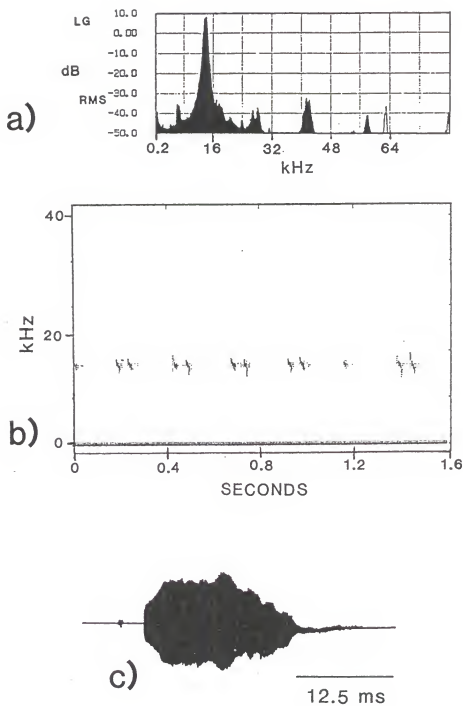 LG
dB
RMS
10.0
0.00
-10.0
-20.0
-30.0
-40.0
-50.0
a)
0.2 16 32 48 64
kHz
40
20
0
kHz
b)
0 0.4 0.8 1.2 1.6
SECONDS
c)
12.5 ms